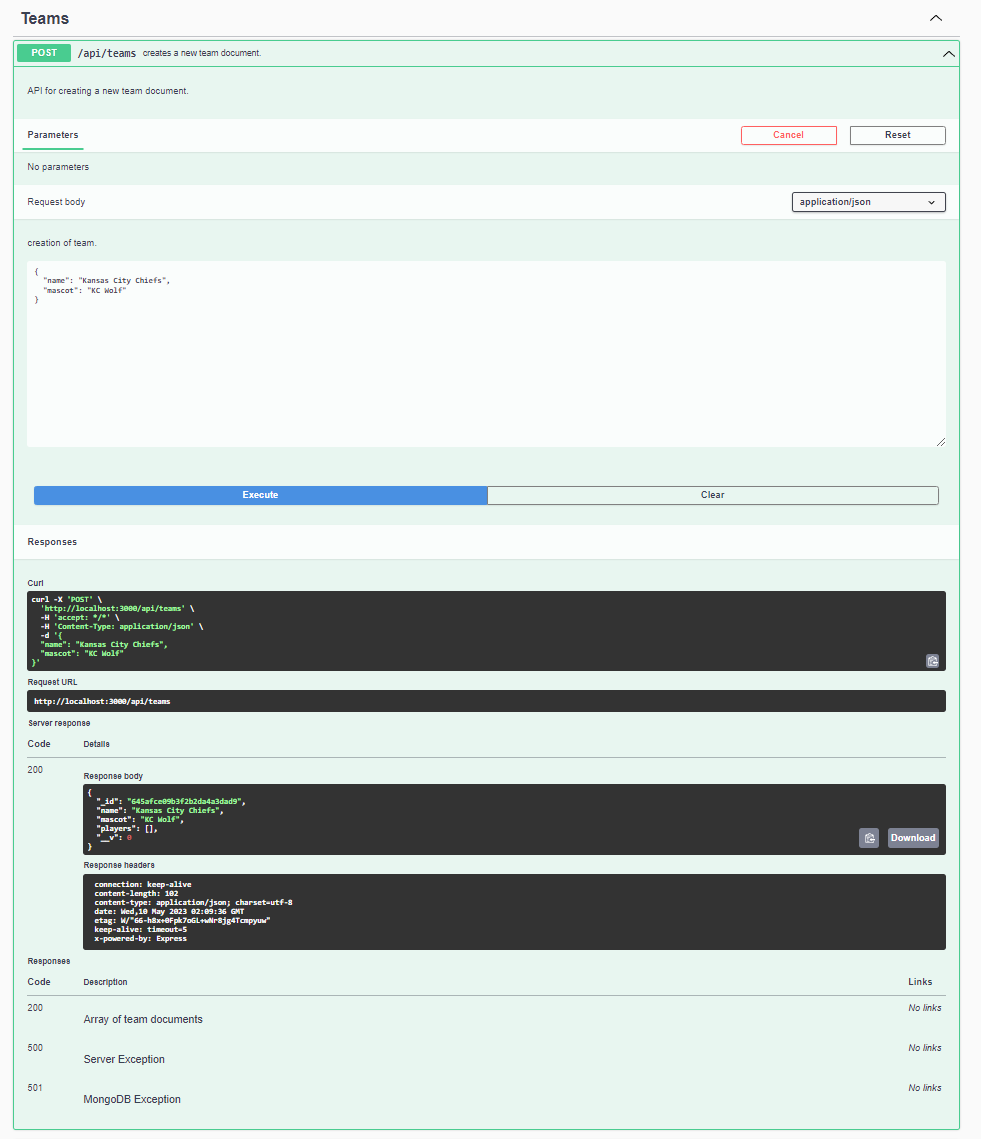 Teams
POST /api/teams creates a new team document.
API for creating a new team document.
Parameters
Cancel
Reset
No parameters
Request body
application/json
creation of team.
{
  "name": "Kansas City Chiefs",
  "mascot": "KC Wolf"
}
Execute
Clear
Responses
Curl
curl -X 'POST' \
  'http://localhost:3000/api/teams' \
  -H 'accept: */*' \
  -H 'Content-Type: application/json' \
  -d '{
  "name": "Kansas City Chiefs",
  "mascot": "KC Wolf"
}'
Request URL
http://localhost:3000/api/teams
Server response
Code Details
200
Response body
{
  "_id": "645afce09b3f2b2da4a3dad9",
  "name": "Kansas City Chiefs",
  "mascot": "KC Wolf",
  "players": [],
  "__v": 0
}
Download
Response headers
connection: keep-alive
content-length: 102
content-type: application/json; charset=utf-8
date: Wed,10 May 2023 02:09:36 GMT
etag: W/"66-h8x+0Fpk7oGL+wNr8jg4Tcmpyuw"
keep-alive: timeout=5
x-powered-by: Express
Responses
Code Description Links
200 No links
Array of team documents
500 No links
Server Exception
501 No links
MongoDB Exception